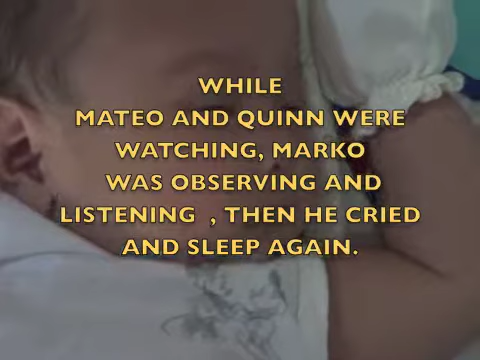 WHILE
MATEO AND QUINN WERE
WATCHING, MARKO
WAS OBSERVING AND
LISTENING  , THEN HE CRIED
AND SLEEP AGAIN.